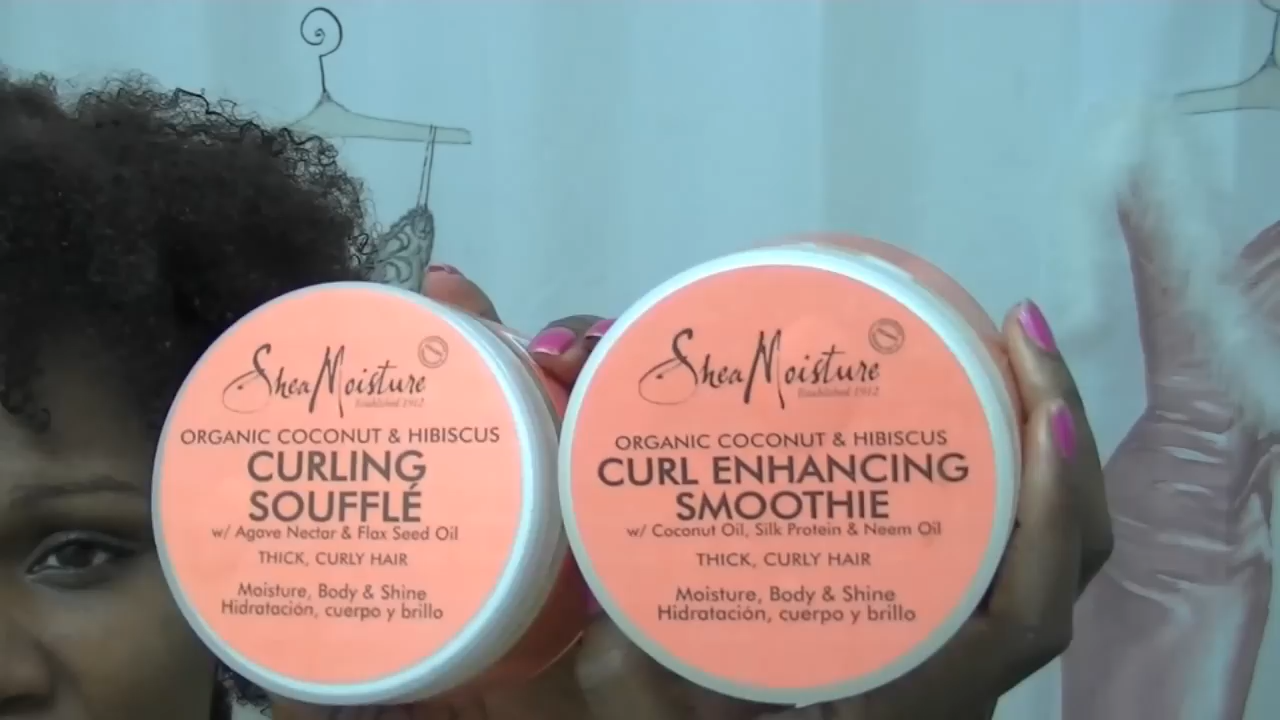 SheaMoisture
Established 1912
ORGANIC COCONUT & HIBISCUS
CURLING
SOUFFLÉ
w/ Agave Nectar & Flax Seed Oil
THICK, CURLY HAIR
Moisture, Body & Shine
Hidratación, cuerpo y brillo
SheaMoisture
Established 1912
ORGANIC COCONUT & HIBISCUS
CURL ENHANCING
SMOOTHIE
w/ Coconut Oil, Silk Protein & Neem Oil
THICK, CURLY HAIR
Moisture, Body & Shine
Hidratación, cuerpo y brillo